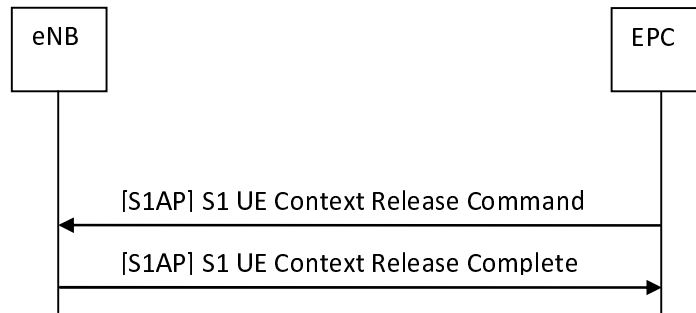 eNB
EPC
[S1AP] S1 UE Context Release Command
[S1AP] S1 UE Context Release Complete